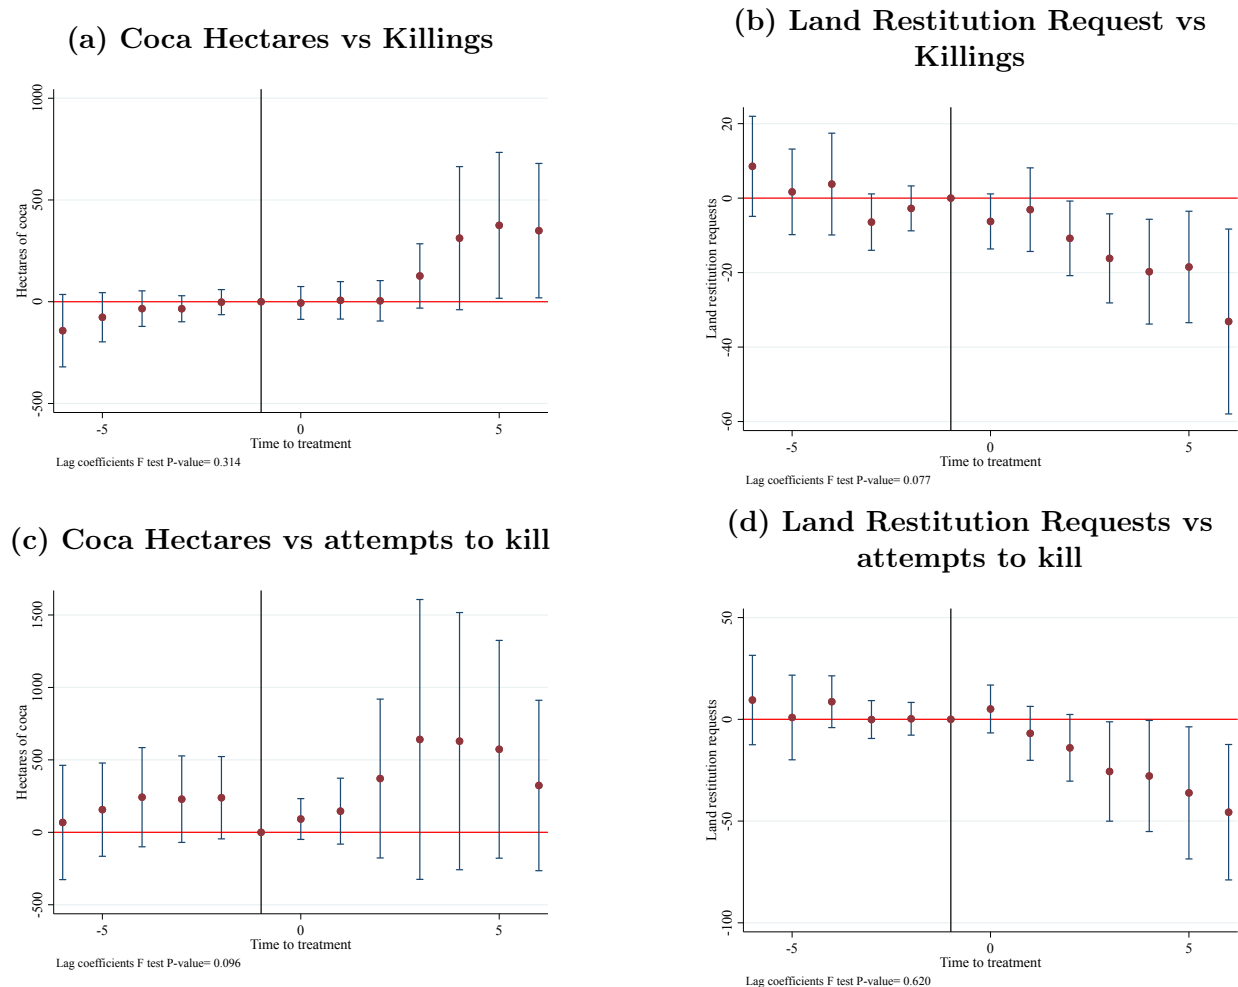 (a) Coca Hectares vs Killings
Hectares of coca
1000
500
0
-500
-5
0
5
Time to treatment
Lag coefficients F test P-value= 0.314
(b) Land Restitution Request vs
Killings
Land restitution requests
20
0
-20
-40
-60
-5
0
5
Time to treatment
Lag coefficients F test P-value= 0.077
(c) Coca Hectares vs attempts to kill
Hectares of coca
1500
1000
500
0
-500
-5
0
5
Time to treatment
Lag coefficients F test P-value= 0.096
(d) Land Restitution Requests vs
attempts to kill
Land restitution requests
50
0
-50
-100
-5
0
5
Time to treatment
Lag coefficients F test P-value= 0.620